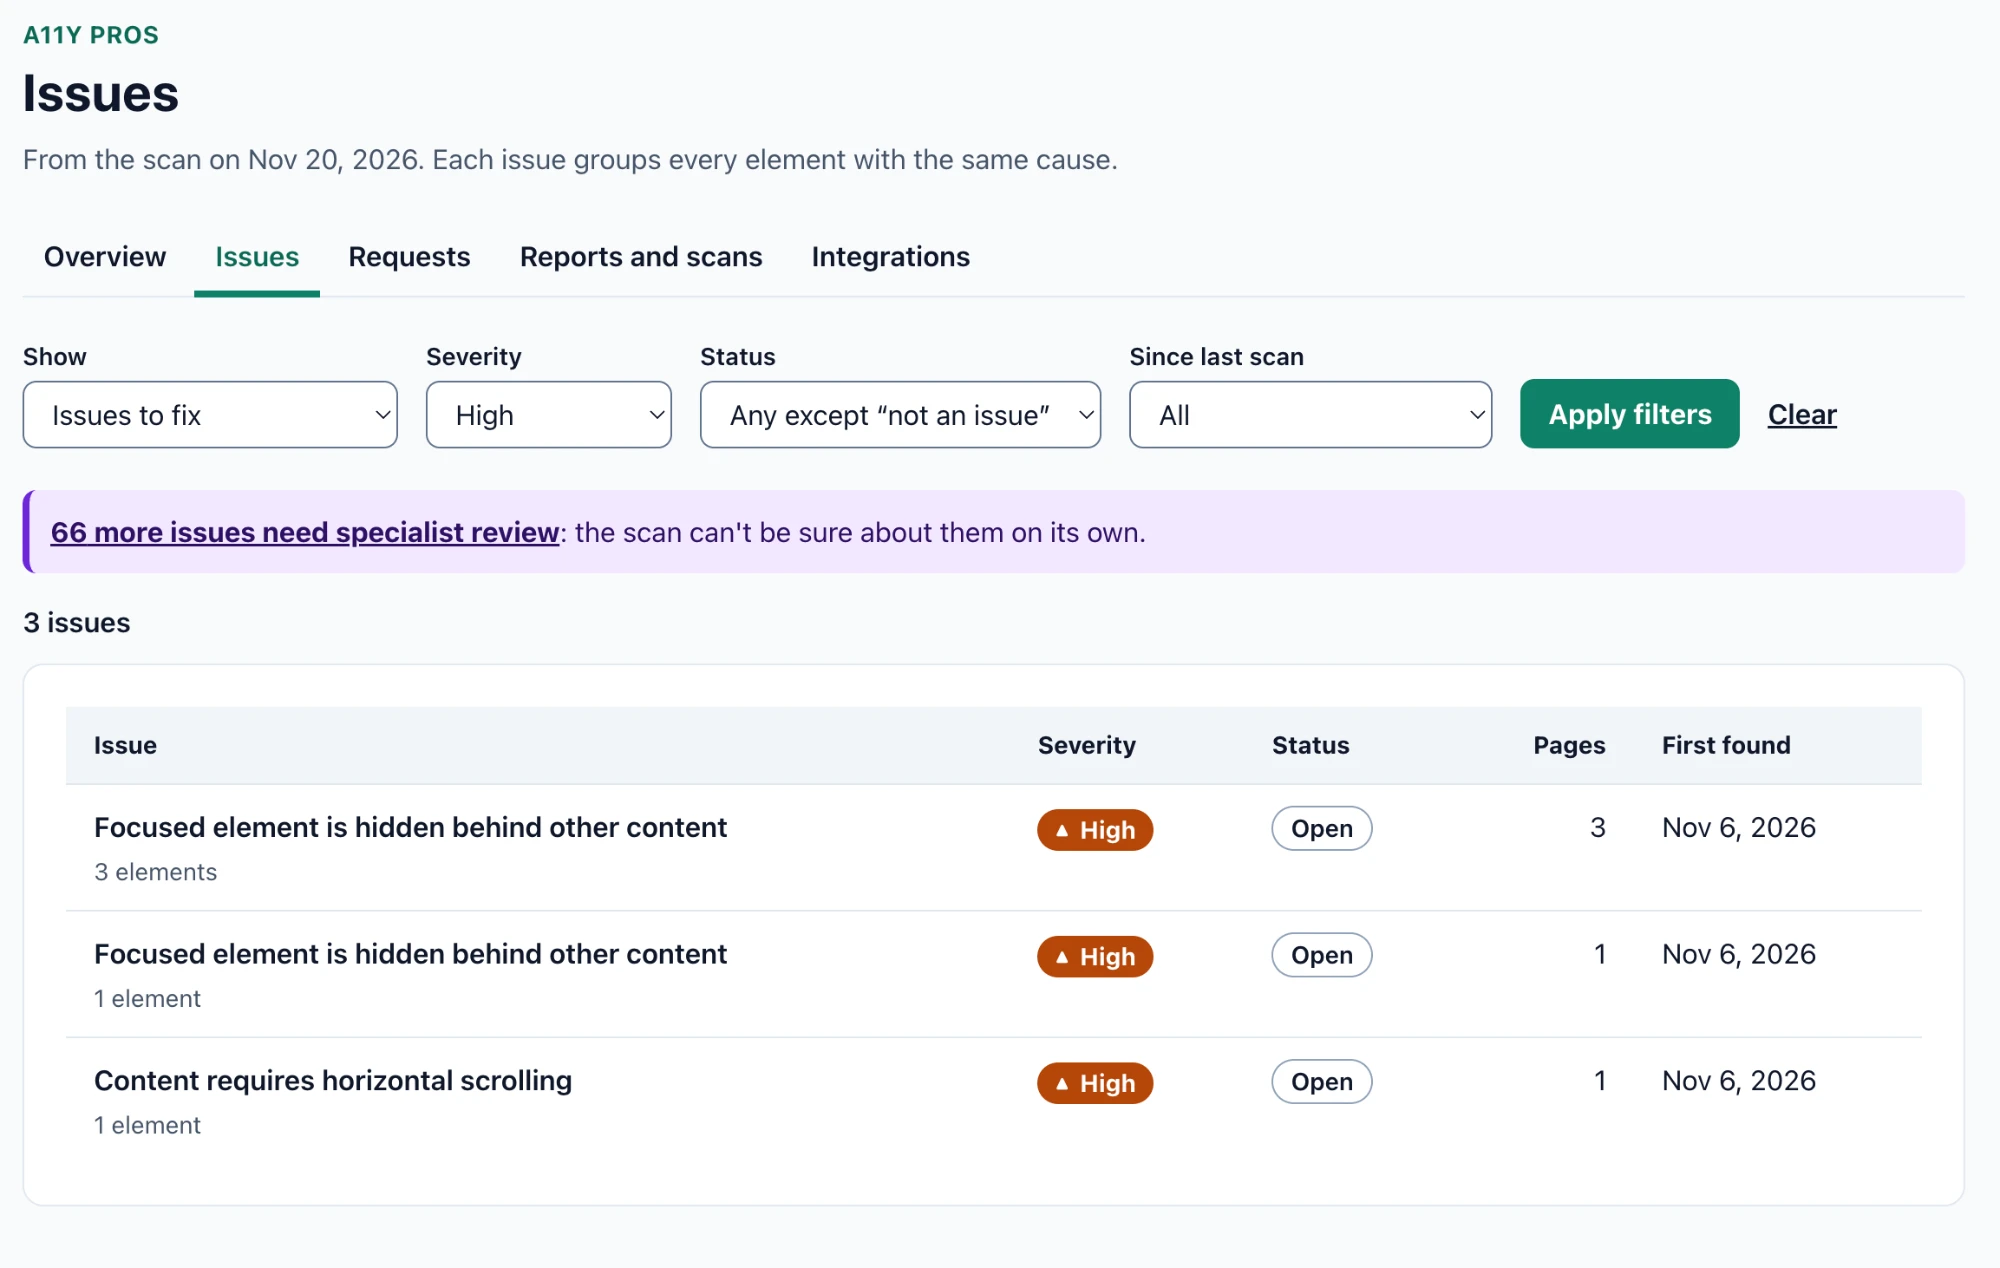 A11Y PROS
Issues
From the scan on Nov 20, 2026. Each issue groups every element with the same cause.
Overview Issues Requests Reports and scans Integrations
Show Severity Status Since last scan
Issues to fix High Any except “not an issue” All Apply filters Clear
66 more issues need specialist review: the scan can't be sure about them on its own.
3 issues
Issue Severity Status Pages First found
Focused element is hidden behind other content ▲ High Open 3 Nov 6, 2026
3 elements
Focused element is hidden behind other content ▲ High Open 1 Nov 6, 2026
1 element
Content requires horizontal scrolling ▲ High Open 1 Nov 6, 2026
1 element